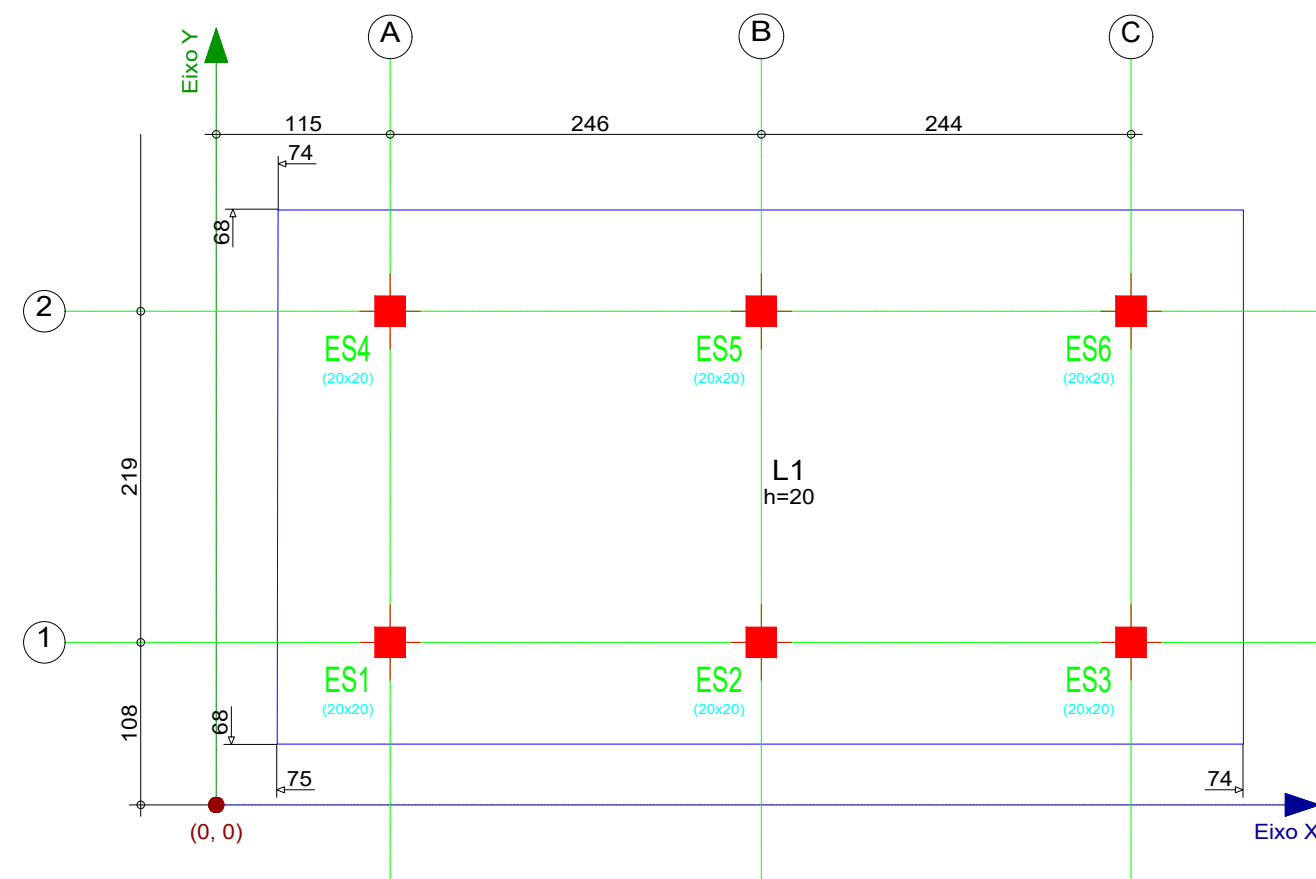 A
B
C
Eixo Y
115
246
244
74
68
2
ES4
(20x20)
ES5
(20x20)
ES6
(20x20)
219
L1
h=20
1
ES1
(20x20)
ES2
(20x20)
ES3
(20x20)
108
68
75
74
(0, 0)
Eixo X